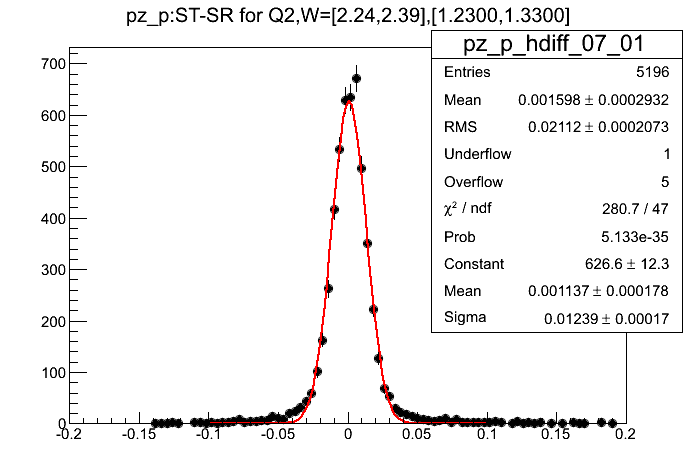 pz_p:ST-SR for Q2,W=[2.24,2.39],[1.2300,1.3300]
pz_p_hdiff_07_01
Entries 5196
Mean 0.001598 ± 0.0002932
RMS 0.02112 ± 0.0002073
Underflow 1
Overflow 5
χ² / ndf 280.7 / 47
Prob 5.133e-35
Constant 626.6 ± 12.3
Mean 0.001137 ± 0.000178
Sigma 0.01239 ± 0.00017
700
600
500
400
300
200
100
0
-0.2 -0.15 -0.1 -0.05 0 0.05 0.1 0.15 0.2